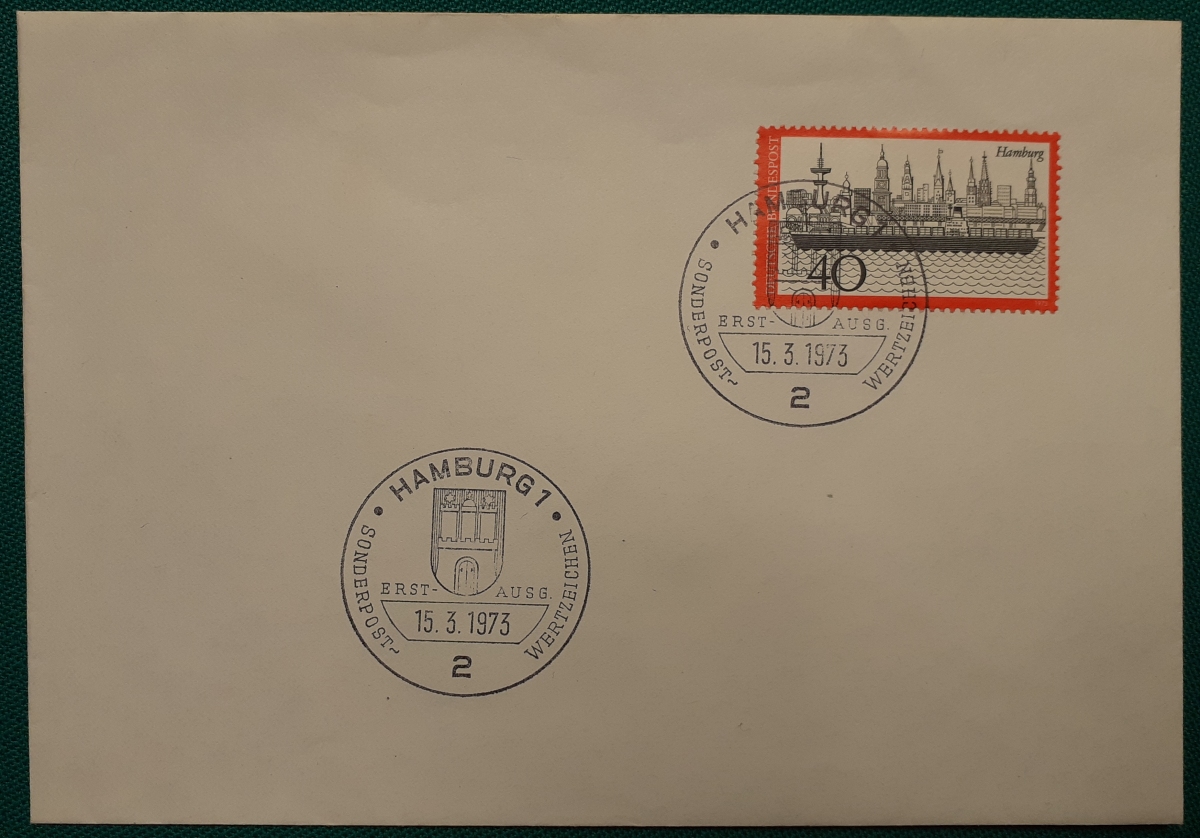 DEUTSCHE BUNDESPOST
Hamburg
40
HAMBURG 1
SONDERPOST~
WERTZEICHEN
ERST- AUSG.
15. 3. 1973
2
HAMBURG 1
SONDERPOST~
WERTZEICHEN
ERST- AUSG.
15. 3. 1973
2